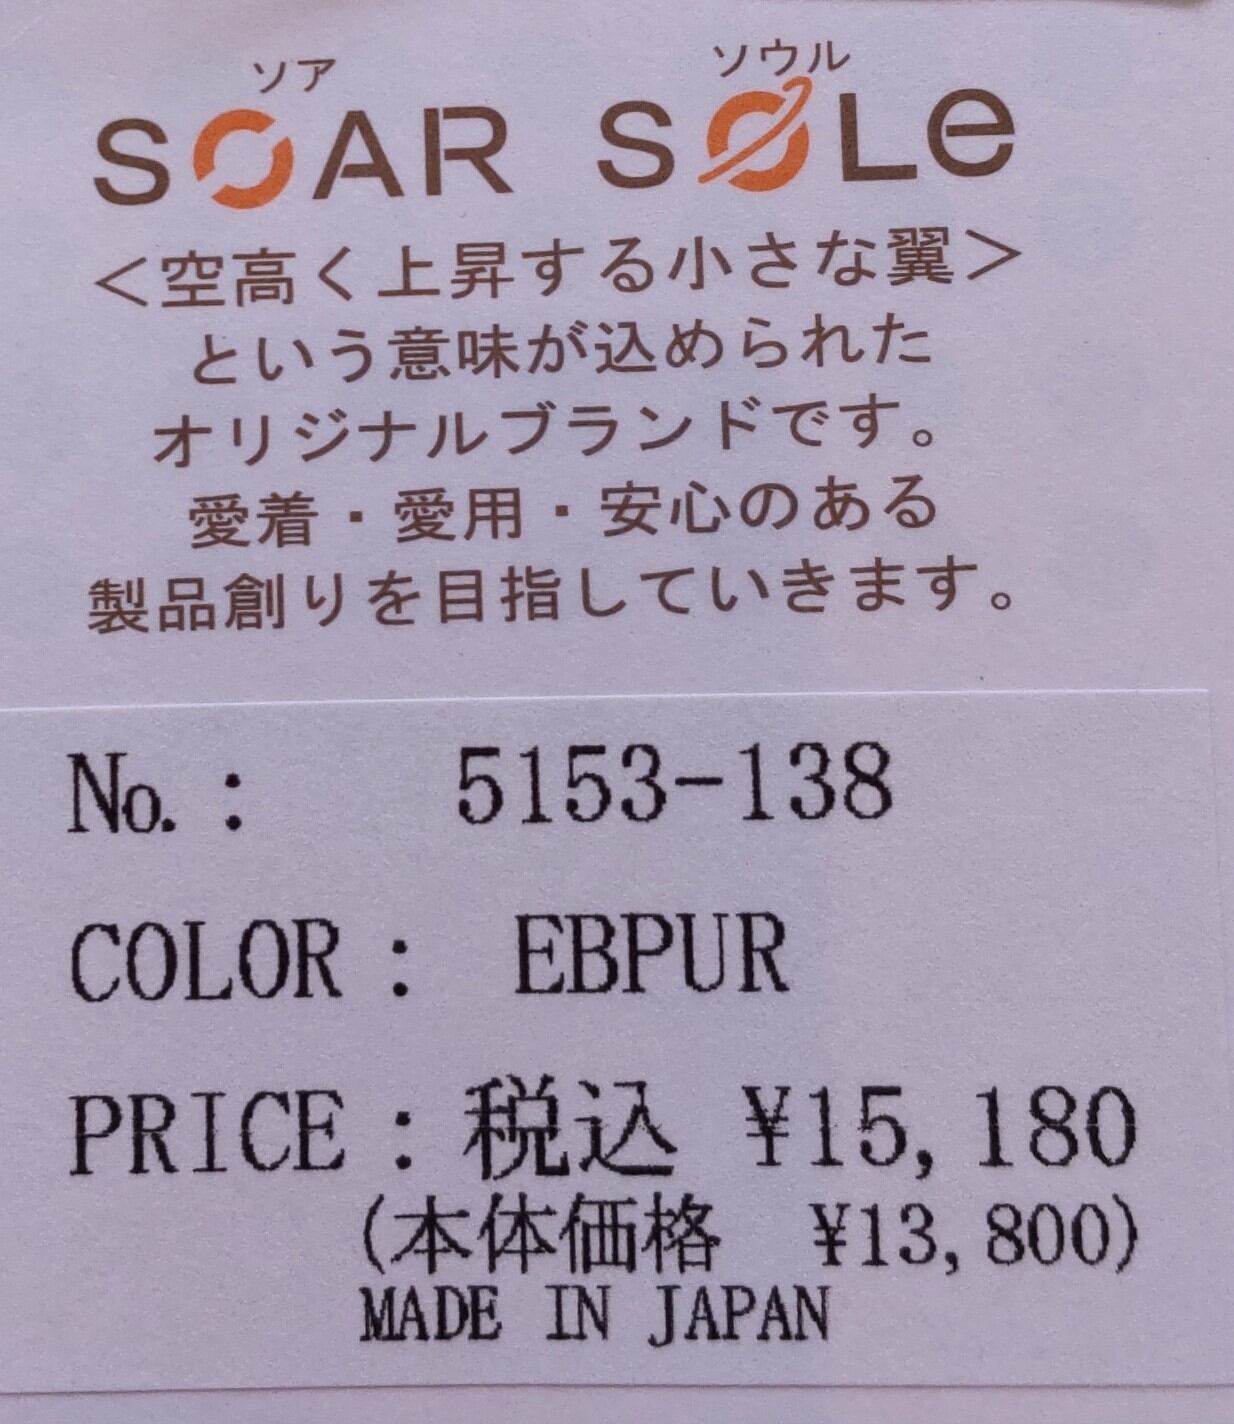 ソア ソウル
SOAR SOLe
＜空高く上昇する小さな翼＞
という意味が込められた
オリジナルブランドです。
愛着・愛用・安心のある
製品創りを目指していきます。
No.: 5153-138
COLOR: EBPUR
PRICE:税込 ¥15,180
(本体価格 ¥13,800)
MADE IN JAPAN